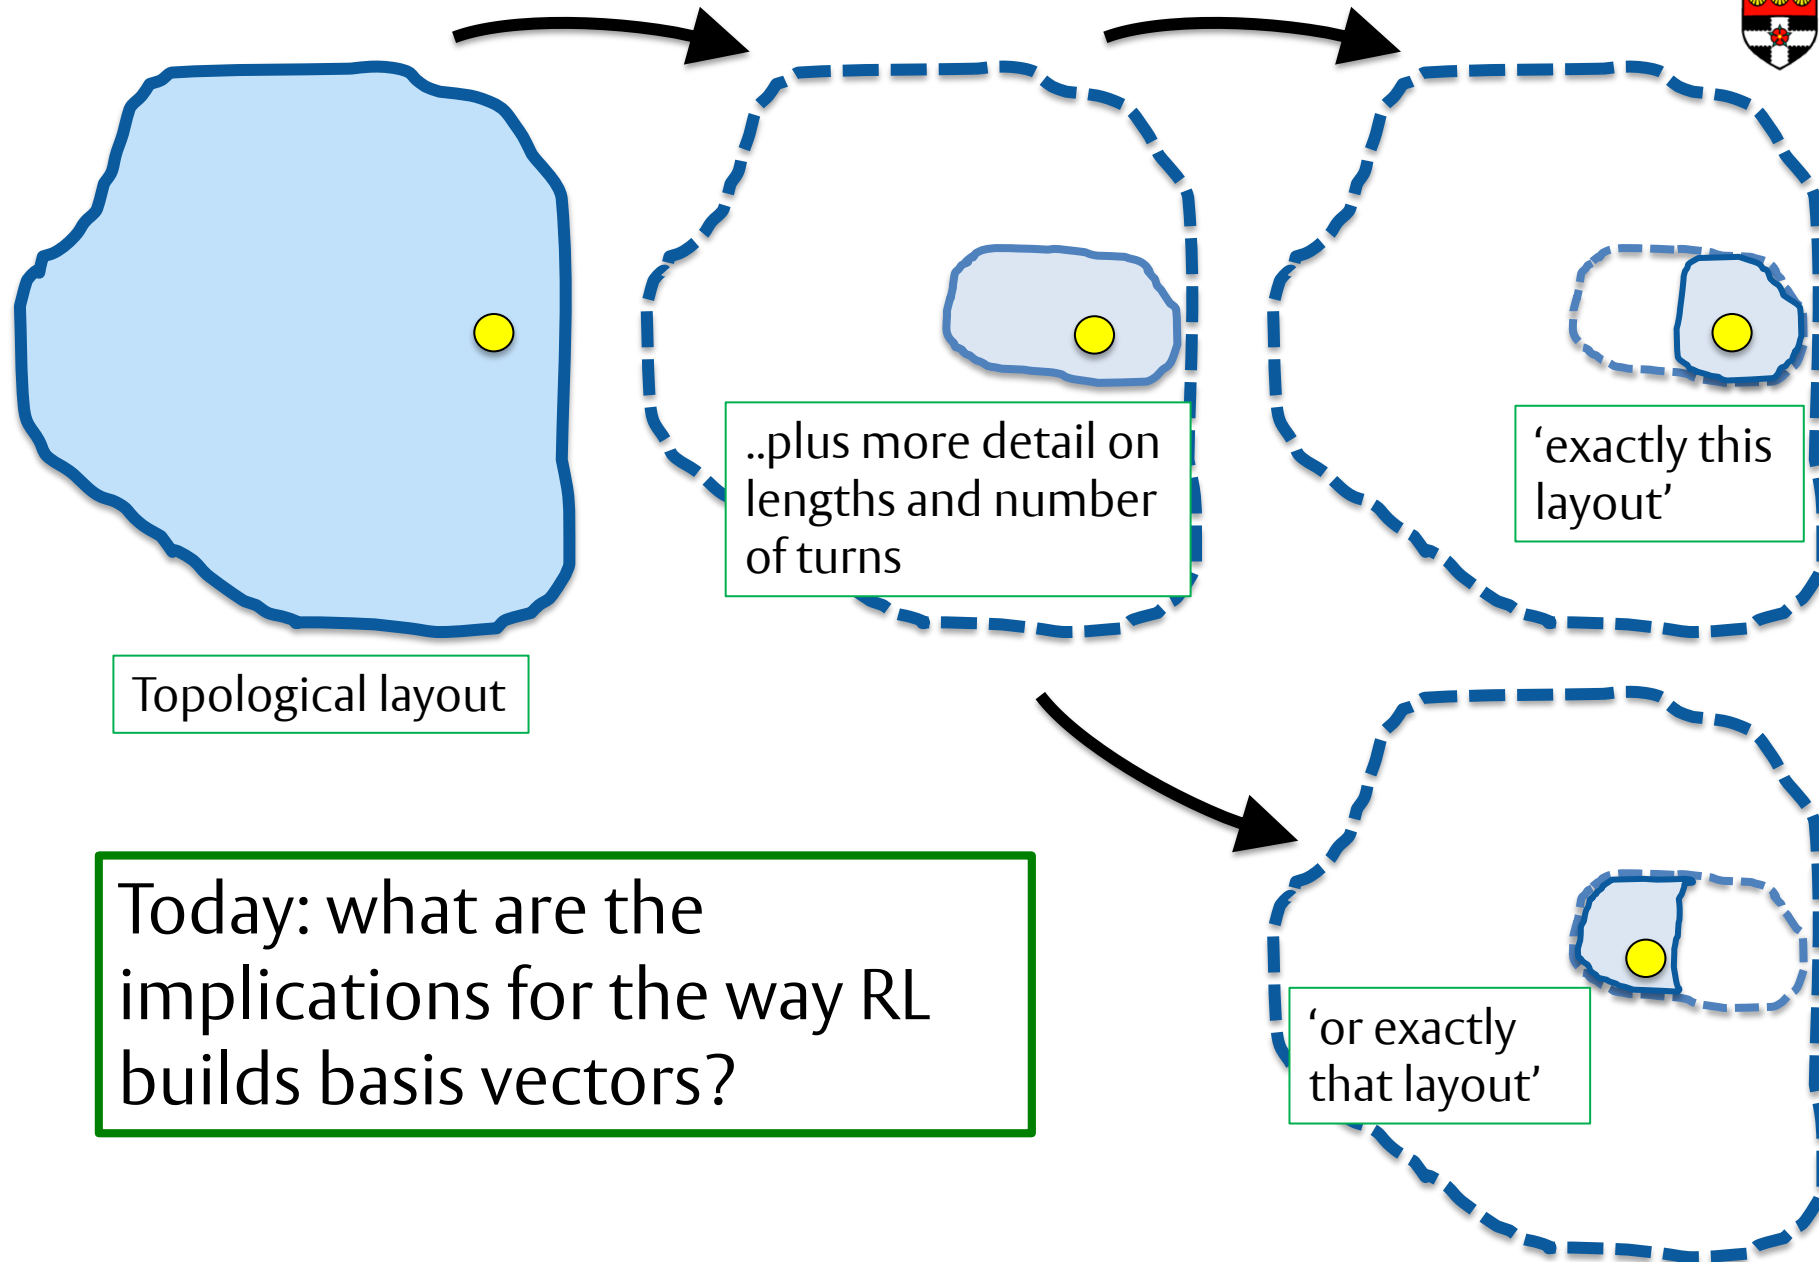 ..plus more detail on
lengths and number
of turns
‘exactly this
layout’
Topological layout
Today: what are the
implications for the way RL
builds basis vectors?
‘or exactly
that layout’